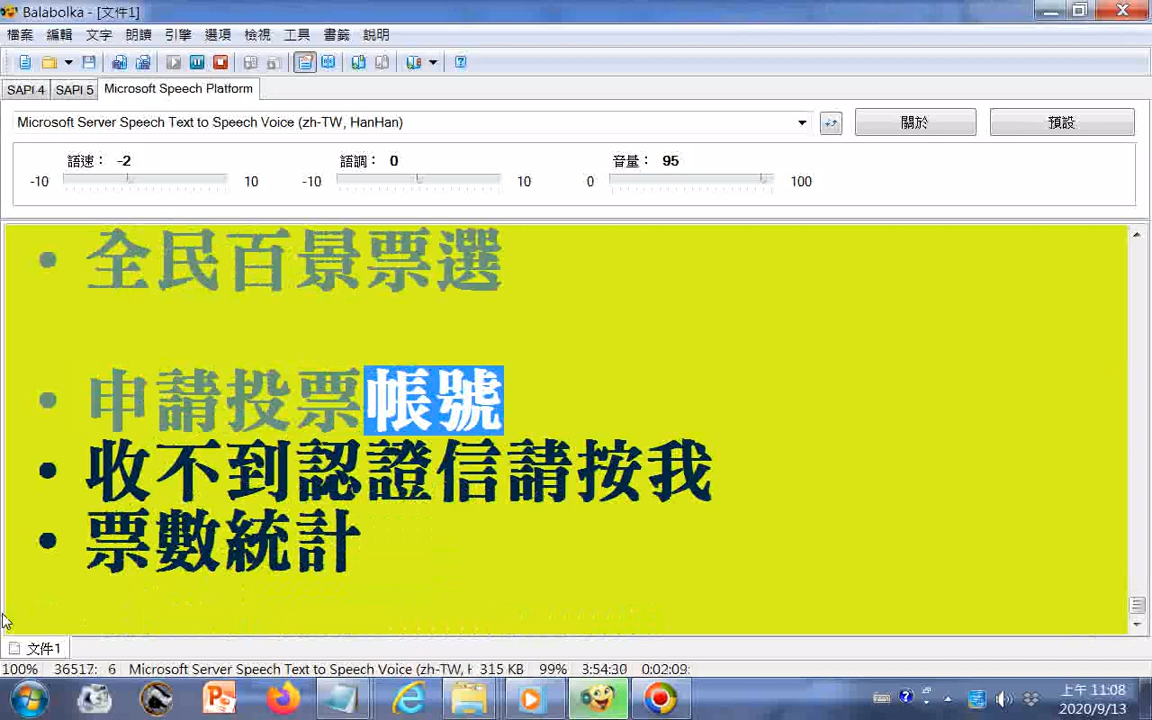 Balabolka - [文件1]
檔案 編輯 文字 朗讀 引擎 選項 檢視 工具 書籤 說明
SAPI 4 SAPI 5 Microsoft Speech Platform
Microsoft Server Speech Text to Speech Voice (zh-TW, HanHan) 關於 預設
語速： -2 語調： 0 音量： 95
-10 10 -10 10 0 100
• 全民百景票選
• 申請投票帳號
• 收不到認證信請按我
• 票數統計
文件1
100% 36517: 6 Microsoft Server Speech Text to Speech Voice (zh-TW, H 315 KB 99% 3:54:30 0:02:09:
上午 11:08
2020/9/13